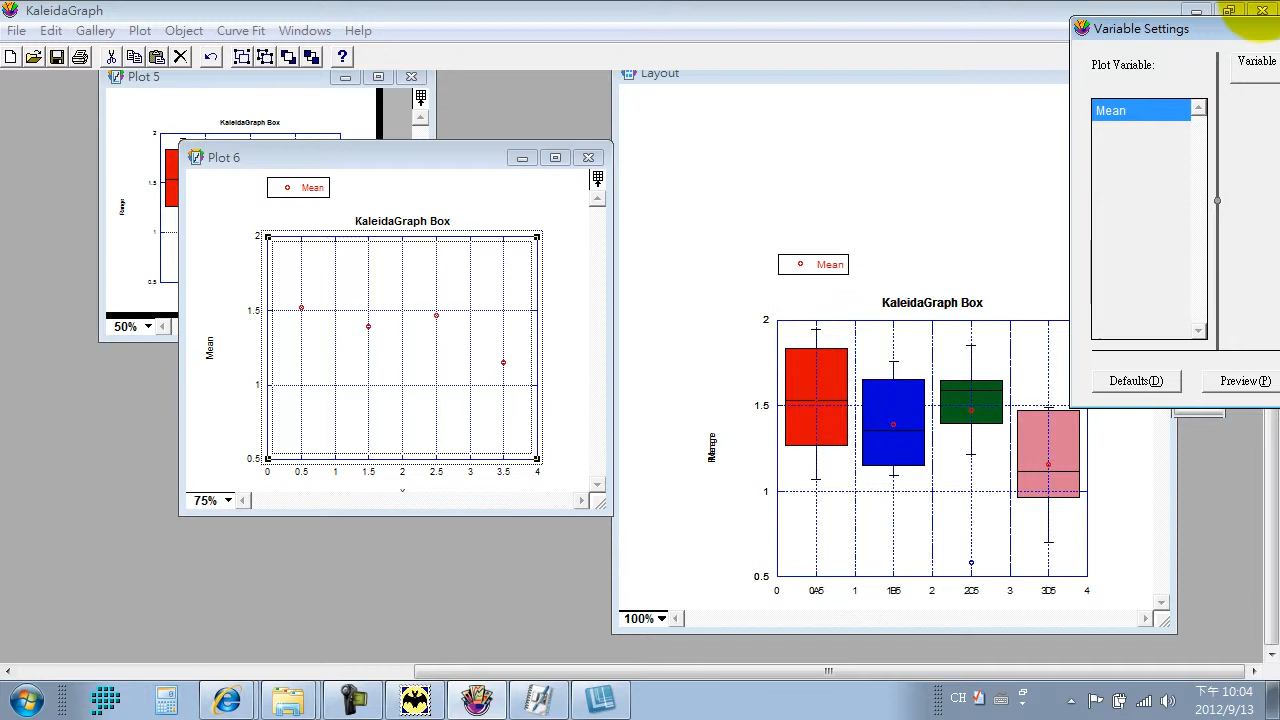 KaleidaGraph
File Edit Gallery Plot Object Curve Fit Windows Help
Plot 5
KaleidaGraph Box
2
1.5
1
0.5
Range
50%
Plot 6
Mean
KaleidaGraph Box
2
1.5
1
0.5
Mean
0 0.5 1 1.5 2 2.5 3 3.5 4
75%
Layout
Mean
KaleidaGraph Box
2
1.5
1
0.5
0 1 2 3 4
100%
Variable Settings
Plot Variable:
Variable
Mean
Defaults(D)
Preview(P)
CH
下午 10:04
2012/9/13